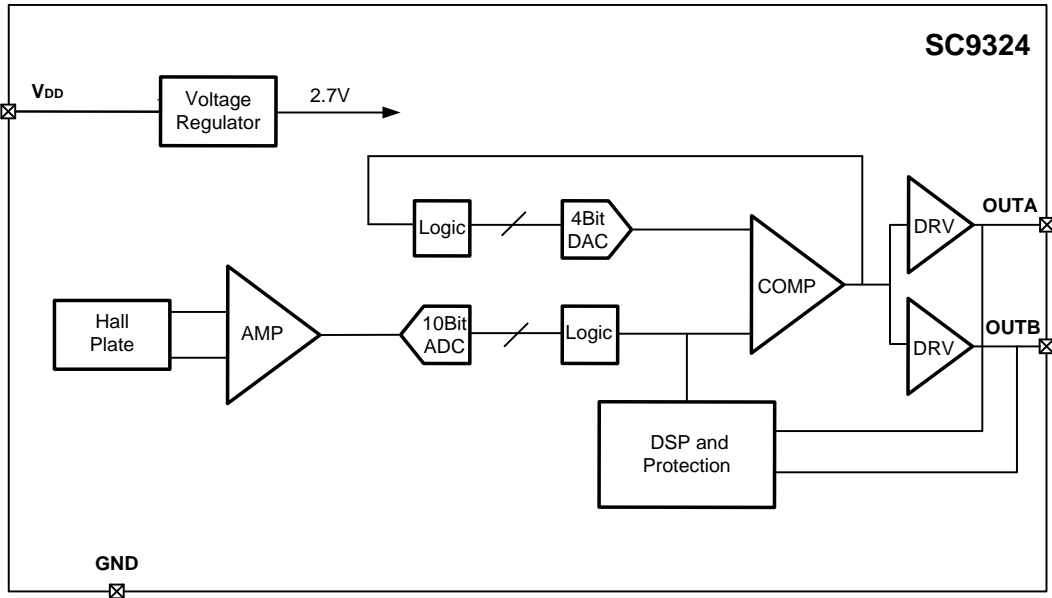 SC9324
VDD
Voltage
Regulator
2.7V
Logic
4Bit
DAC
DRV
OUTA
COMP
Hall
Plate
AMP
10Bit
ADC
Logic
DRV
OUTB
DSP and
Protection
GND